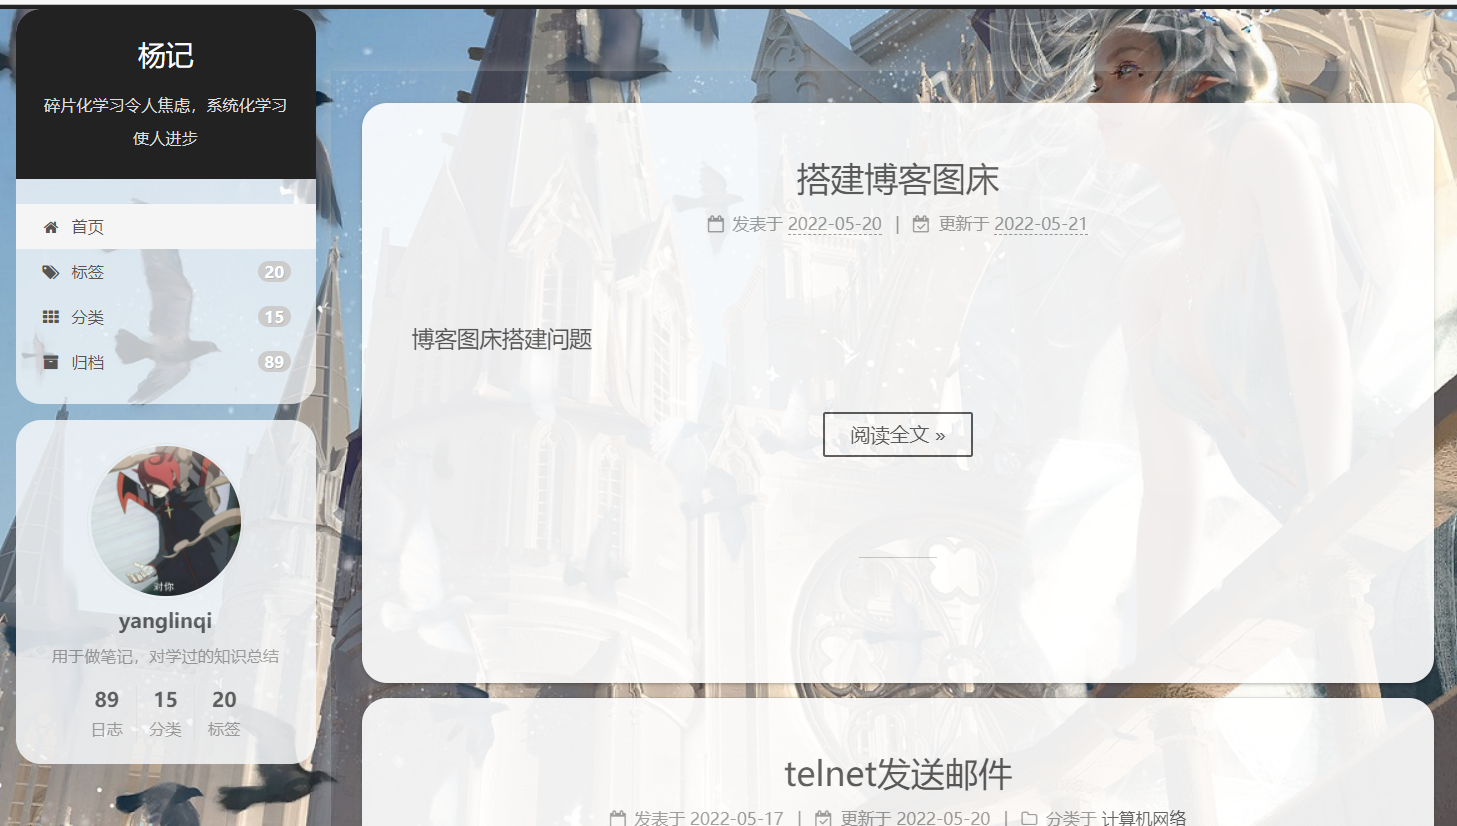 杨记
碎片化学习令人焦虑，系统化学习
使人进步
首页
标签 20
分类 15
归档 89
对你
yanglinqi
用于做笔记，对学过的知识总结
89 15 20
日志 分类 标签
搭建博客图床
发表于 2022-05-20 | 更新于 2022-05-21
博客图床搭建问题
阅读全文 »
telnet发送邮件
发表于 2022-05-17 | 更新于 2022-05-20 | 分类于 计算机网络